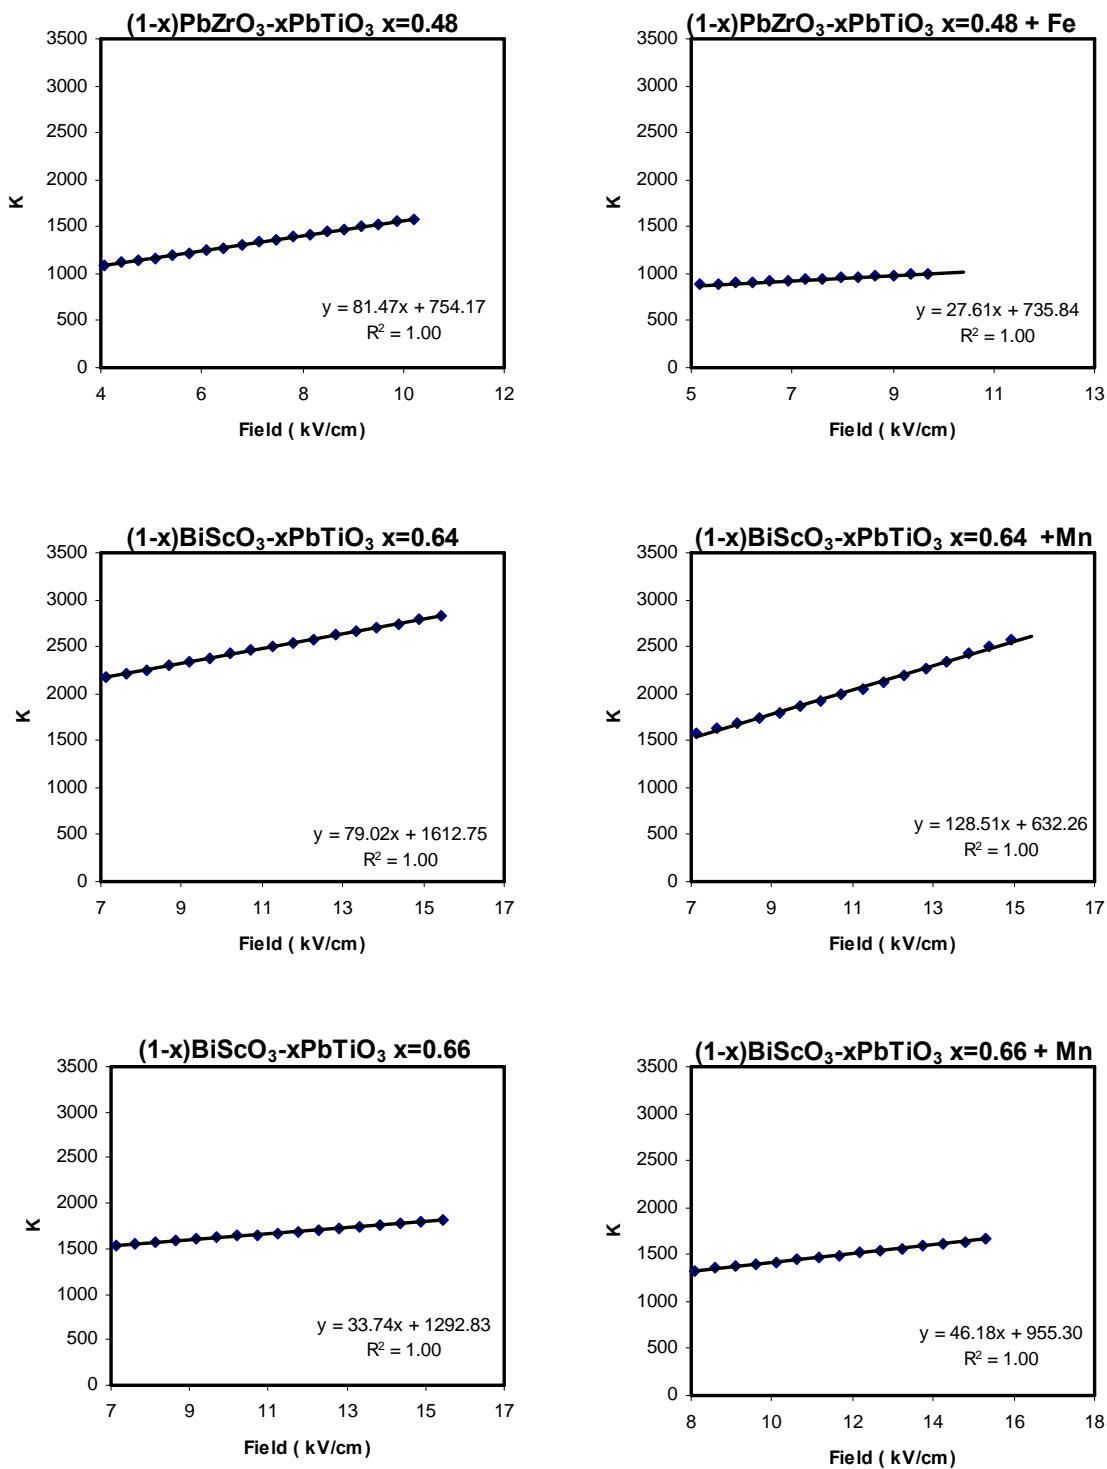 (1-x)PbZrO₃-xPbTiO₃ x=0.48
3500
3000
2500
2000
1500
1000
500
0
K
4 6 8 10 12
Field ( kV/cm)
y = 81.47x + 754.17
R² = 1.00
(1-x)PbZrO₃-xPbTiO₃ x=0.48 + Fe
3500
3000
2500
2000
1500
1000
500
0
K
5 7 9 11 13
Field ( kV/cm)
y = 27.61x + 735.84
R² = 1.00
(1-x)BiScO₃-xPbTiO₃ x=0.64
3500
3000
2500
2000
1500
1000
500
0
K
7 9 11 13 15 17
Field ( kV/cm)
y = 79.02x + 1612.75
R² = 1.00
(1-x)BiScO₃-xPbTiO₃ x=0.64 +Mn
3500
3000
2500
2000
1500
1000
500
0
K
7 9 11 13 15 17
Field ( kV/cm)
y = 128.51x + 632.26
R² = 1.00
(1-x)BiScO₃-xPbTiO₃ x=0.66
3500
3000
2500
2000
1500
1000
500
0
K
7 9 11 13 15 17
Field ( kV/cm)
y = 33.74x + 1292.83
R² = 1.00
(1-x)BiScO₃-xPbTiO₃ x=0.66 + Mn
3500
3000
2500
2000
1500
1000
500
0
K
8 10 12 14 16 18
Field ( kV/cm)
y = 46.18x + 955.30
R² = 1.00